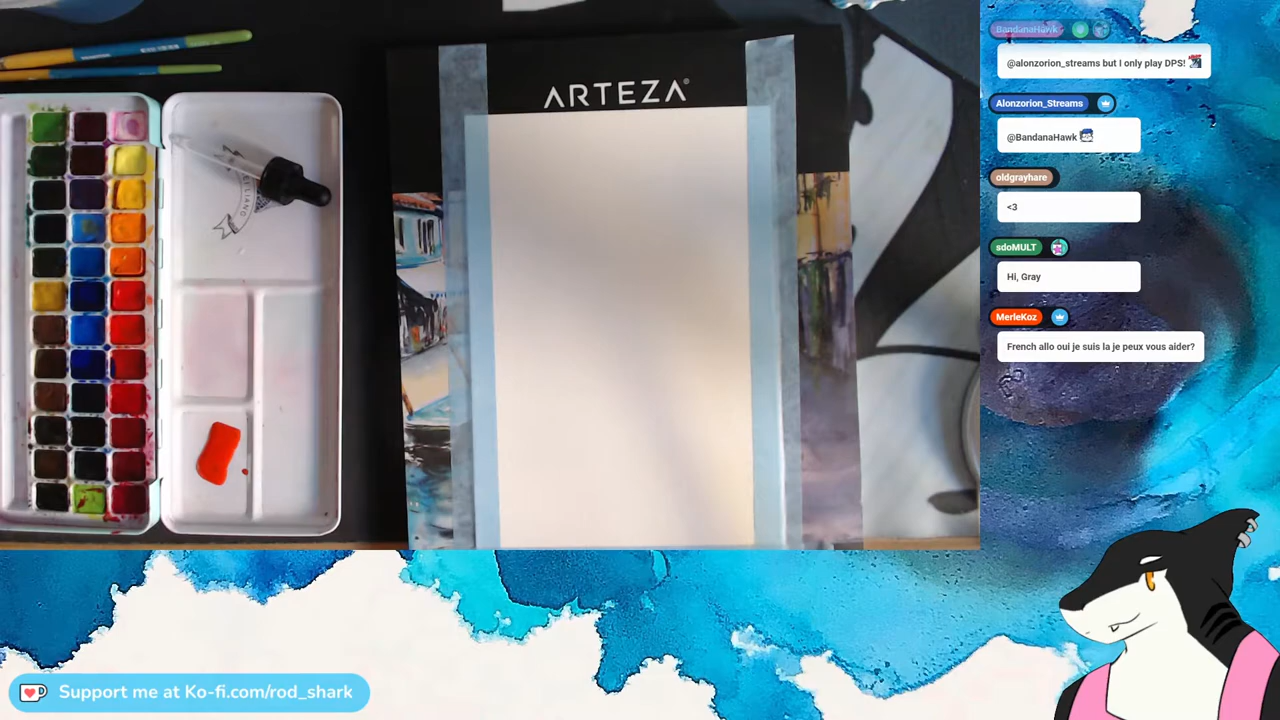 ARTEZA®
BandanaHawk
@alonzorion_streams but I only play DPS!
Alonzorion_Streams
@BandanaHawk
oldgrayhare
<3
sdoMULT
Hi, Gray
MerleKoz
French allo oui je suis la je peux vous aider?
Support me at Ko-fi.com/rod_shark